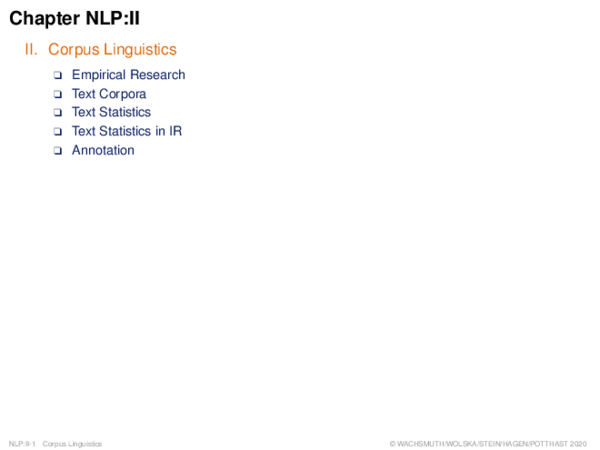 Chapter NLP:II
II. Corpus Linguistics
❑ Empirical Research
❑ Text Corpora
❑ Text Statistics
❑ Text Statistics in IR
❑ Annotation
NLP:II-1 Corpus Linguistics © WACHSMUTH/WOLSKA/STEIN/HAGEN/POTTHAST 2020